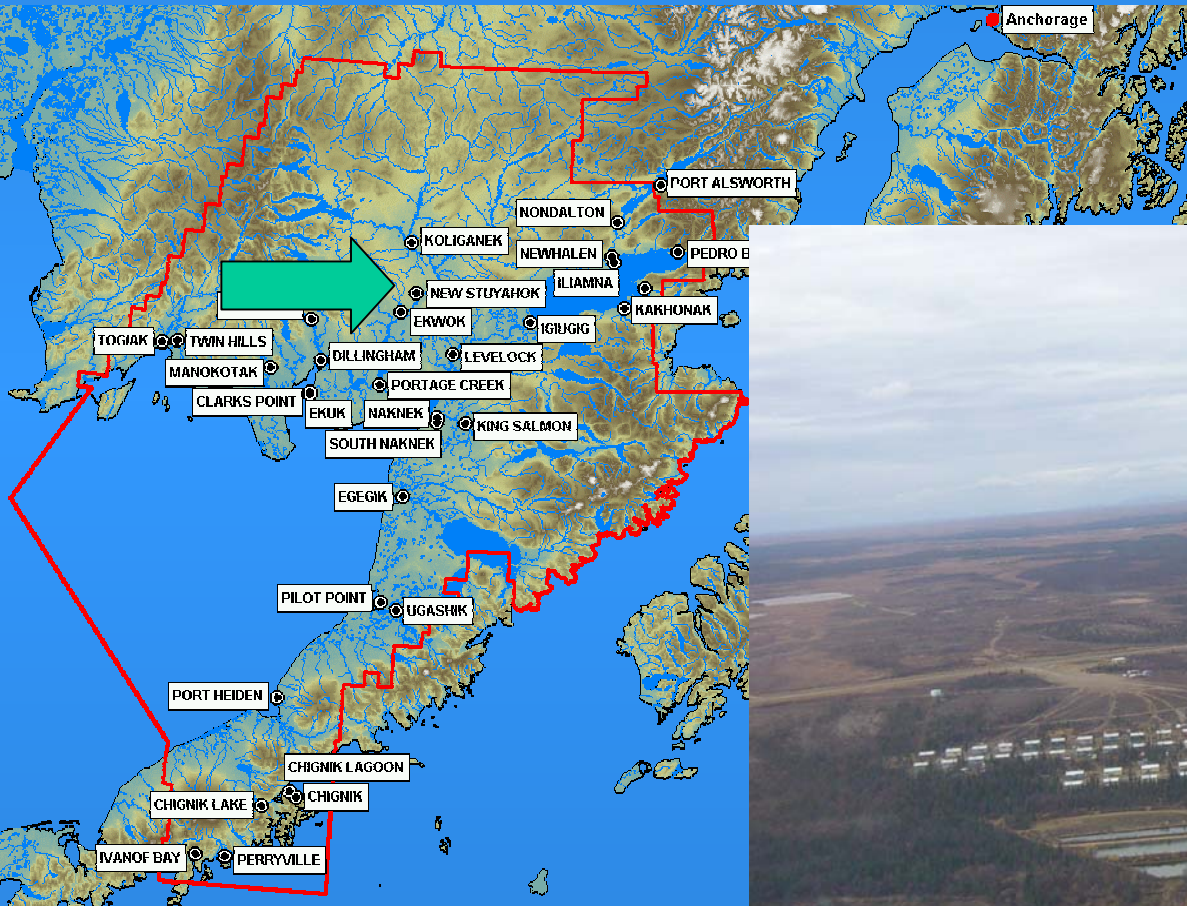 Anchorage
PORT ALSWORTH
NONDALTON
KOLIGANEK
NEWHALEN
PEDRO B
ILIAMNA
NEW STUYAHOK
KAKHONAK
EKWOK
IGIUGIG
TOGIAK
TWIN HILLS
DILLINGHAM
LEVELOCK
MANOKOTAK
PORTAGE CREEK
CLARKS POINT
EKUK
NAKNEK
KING SALMON
SOUTH NAKNEK
EGEGIK
PILOT POINT
UGASHIK
PORT HEIDEN
CHIGNIK LAGOON
CHIGNIK LAKE
CHIGNIK
IVANOF BAY
PERRYVILLE